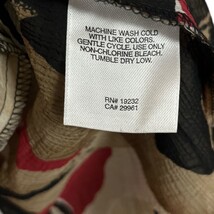 MACHINE WASH COLD
WITH LIKE COLORS.
GENTLE CYCLE. USE ONLY
NON-CHLORINE BLEACH.
TUMBLE DRY LOW.
RN# 19232
CA# 29961